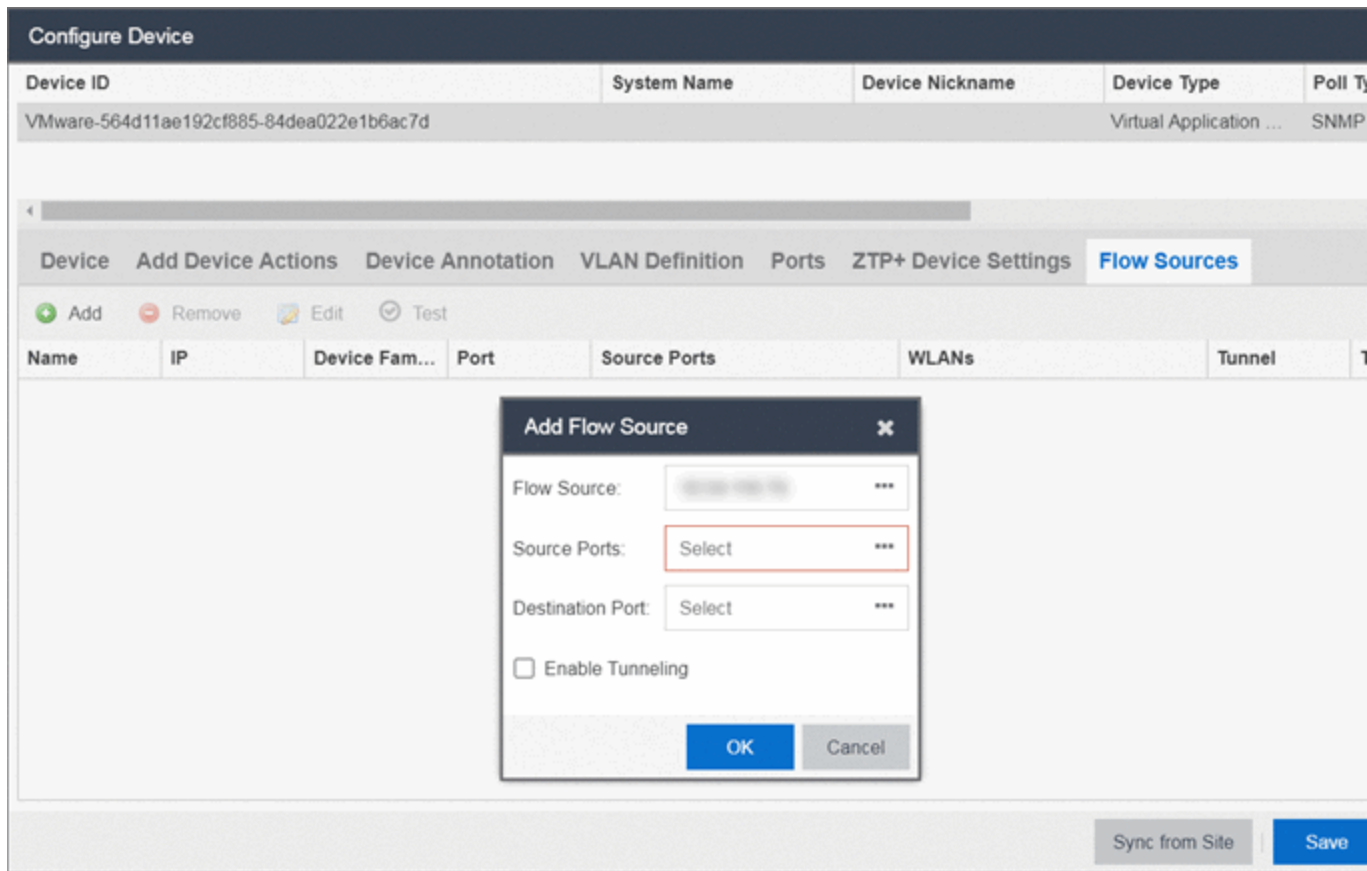 Configure Device
Device ID System Name Device Nickname Device Type Poll Ty
VMware-564d11ae192cf885-84dea022e1b6ac7d Virtual Application ... SNMP
Device Add Device Actions Device Annotation VLAN Definition Ports ZTP+ Device Settings Flow Sources
Add Remove Edit Test
Name IP Device Fam... Port Source Ports WLANs Tunnel T
Add Flow Source
Flow Source:
Source Ports: Select
Destination Port: Select
Enable Tunneling
OK Cancel
Sync from Site Save